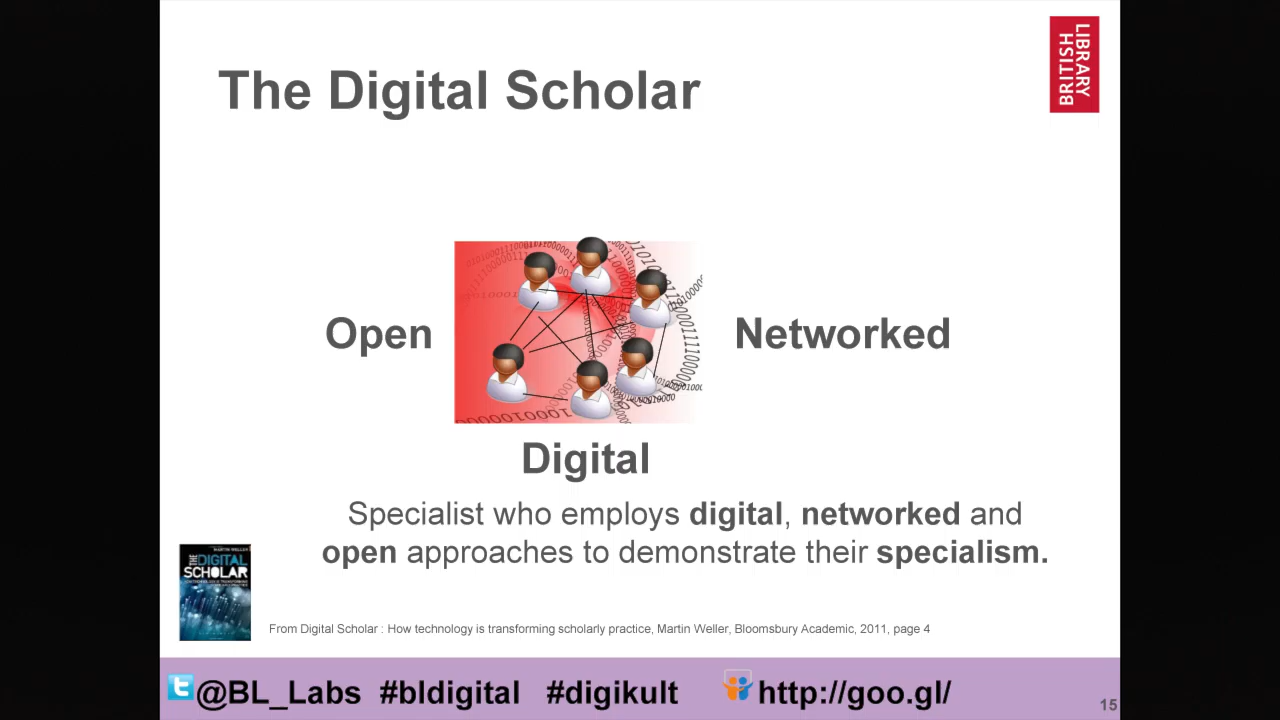 The Digital Scholar
BRITISH
LIBRARY
Open
Networked
Digital
Specialist who employs digital, networked and
open approaches to demonstrate their specialism.
MARTIN WELLER
THE DIGITAL
SCHOLAR
From Digital Scholar : How technology is transforming scholarly practice, Martin Weller, Bloomsbury Academic, 2011, page 4
@BL_Labs #bldigital #digikult http://goo.gl/
15